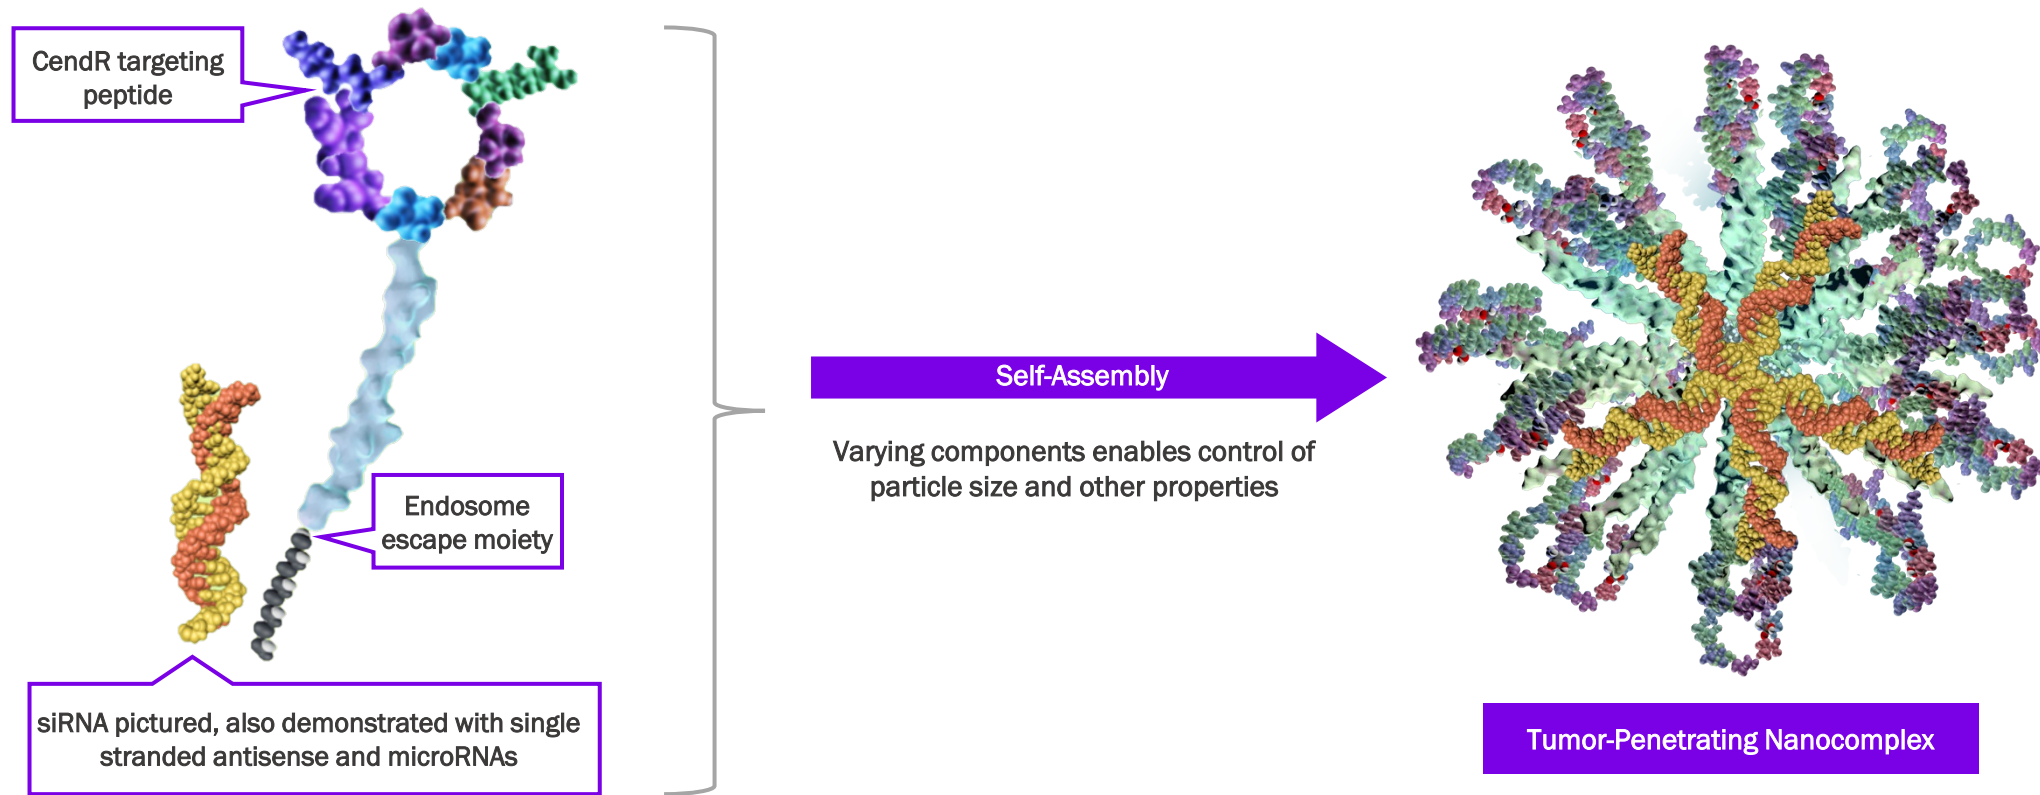 CendR targeting
peptide
Endosome
escape moiety
siRNA pictured, also demonstrated with single
stranded antisense and microRNAs
Self-Assembly
Varying components enables control of
particle size and other properties
Tumor-Penetrating Nanocomplex